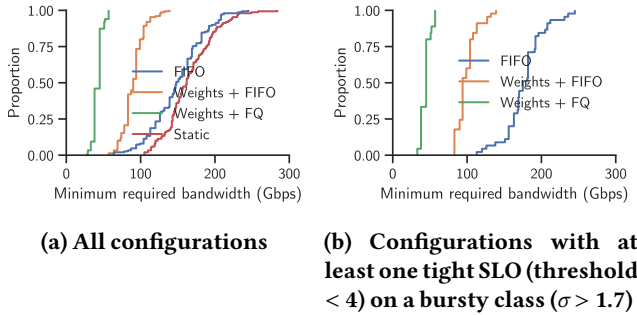 1.00
0.75
0.50
0.25
0.00
Proportion
FIFO
Weights + FIFO
Weights + FQ
Static
0 100 200 300
Minimum required bandwidth (Gbps)
(a) All configurations
1.00
0.75
0.50
0.25
0.00
Proportion
FIFO
Weights + FIFO
Weights + FQ
0 100 200 300
Minimum required bandwidth (Gbps)
(b) Configurations with at
least one tight SLO (threshold
< 4) on a bursty class (σ > 1.7)